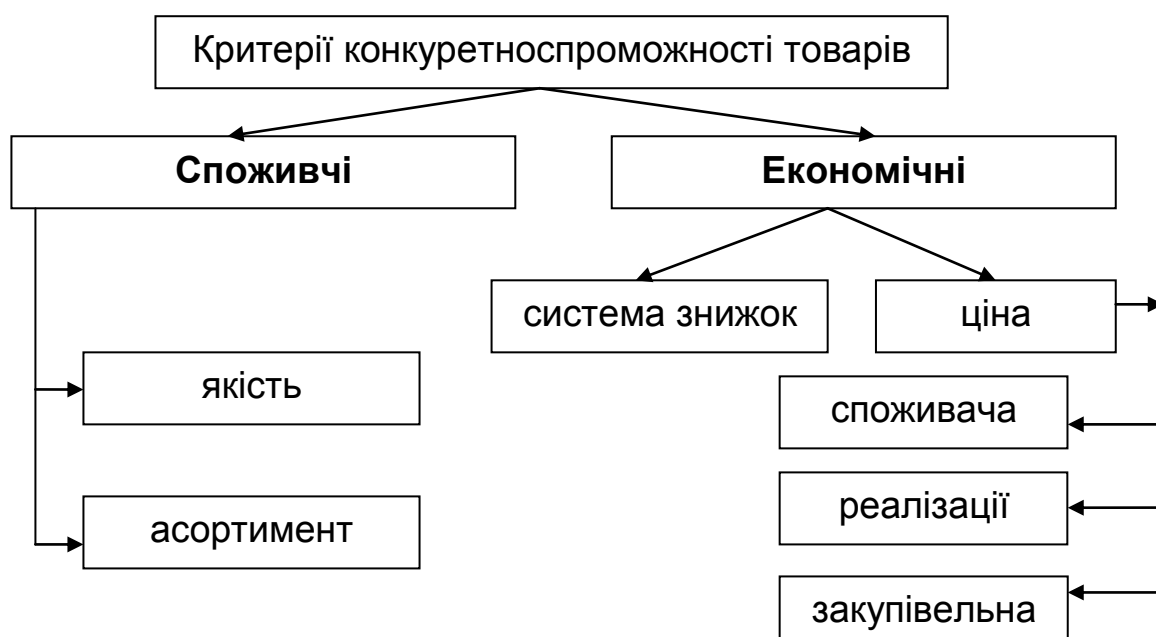 Критерії конкуретноспроможності товарів
Споживчі
Економічні
система знижок
ціна
якість
споживача
реалізації
асортимент
закупівельна